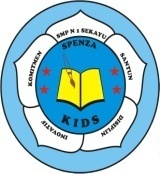 SMP N 1 SEKAYU
SPENZA
KOMITMEN
SANTUN
INOVATIF
DISIPLIN
KIDS